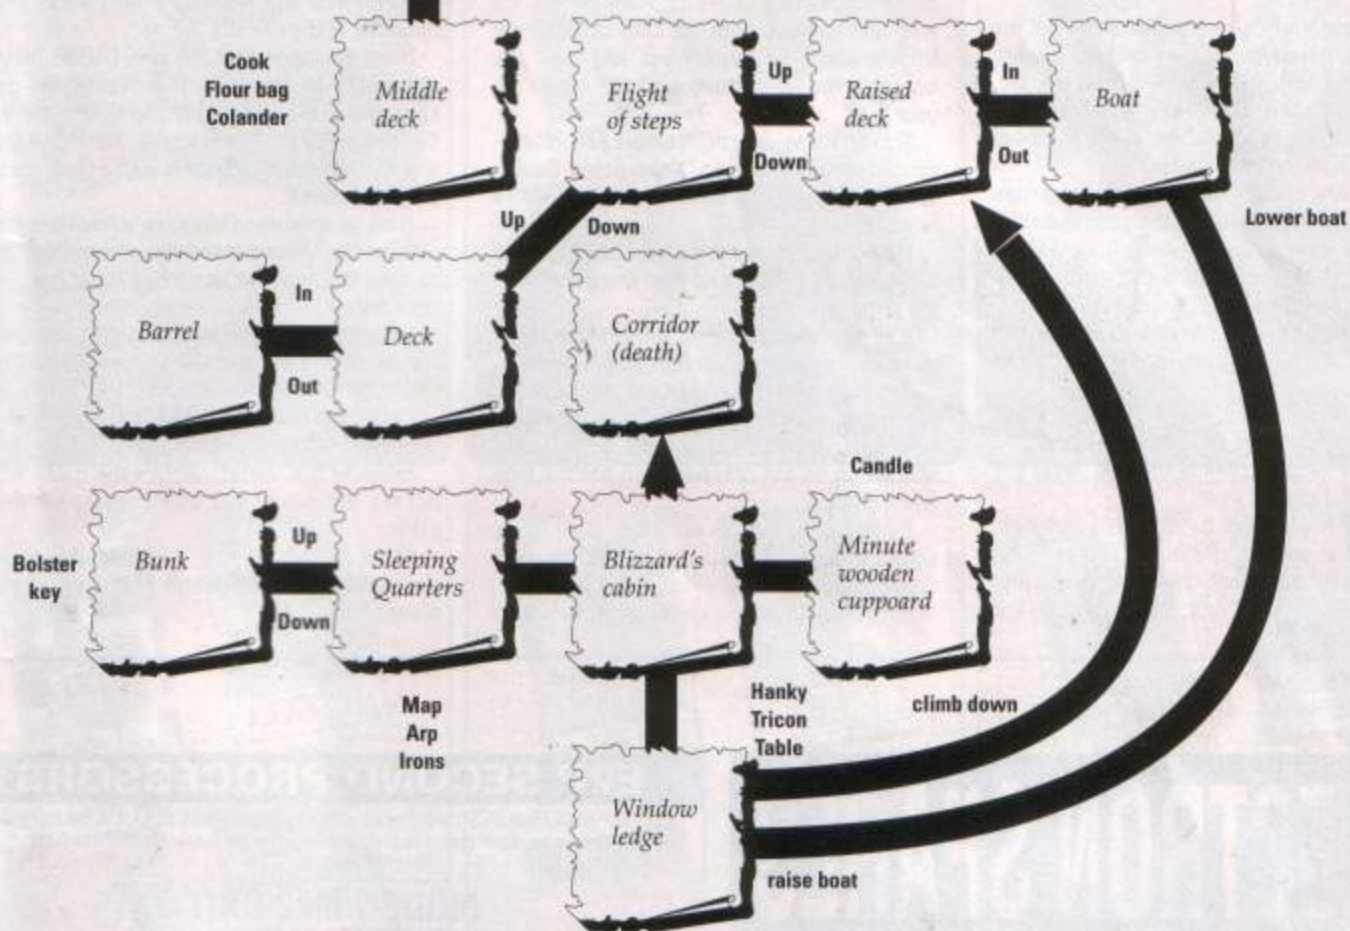 Cook
Flour bag
Colander
Middle
deck
Flight
of steps
Up
Down
Raised
deck
In
Out
Boat
Lower boat
Up
Down
Barrel
In
Out
Deck
Corridor
(death)
Candle
Bolster
key
Bunk
Up
Down
Sleeping
Quarters
Blizzard's
cabin
Minute
wooden
cuppoard
Map
Arp
Irons
Hanky
Tricon
Table
climb down
Window
ledge
raise boat